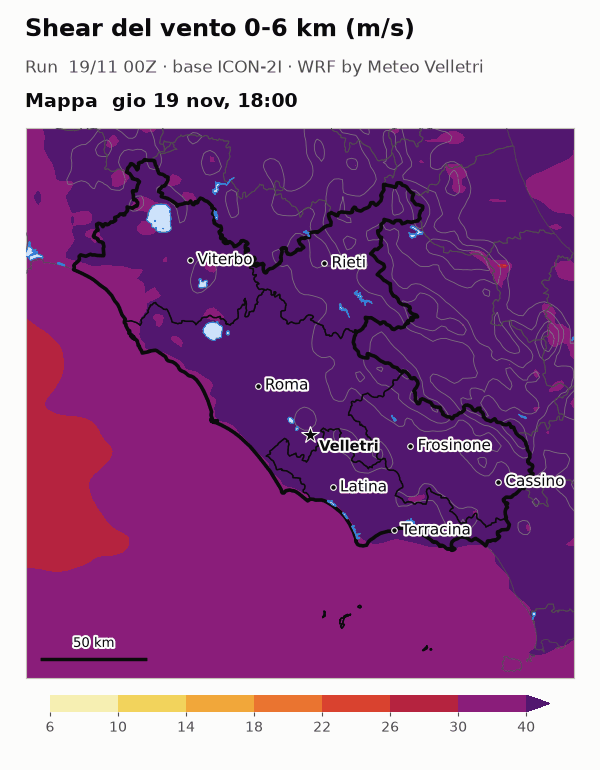 Shear del vento 0-6 km (m/s)
Run  19/11 00Z · base ICON-2I · WRF by Meteo Velletri
Mappa  gio 19 nov, 18:00
Viterbo
Rieti
Roma
Velletri
Frosinone
Cassino
Latina
Terracina
50 km
6 10 14 18 22 26 30 40